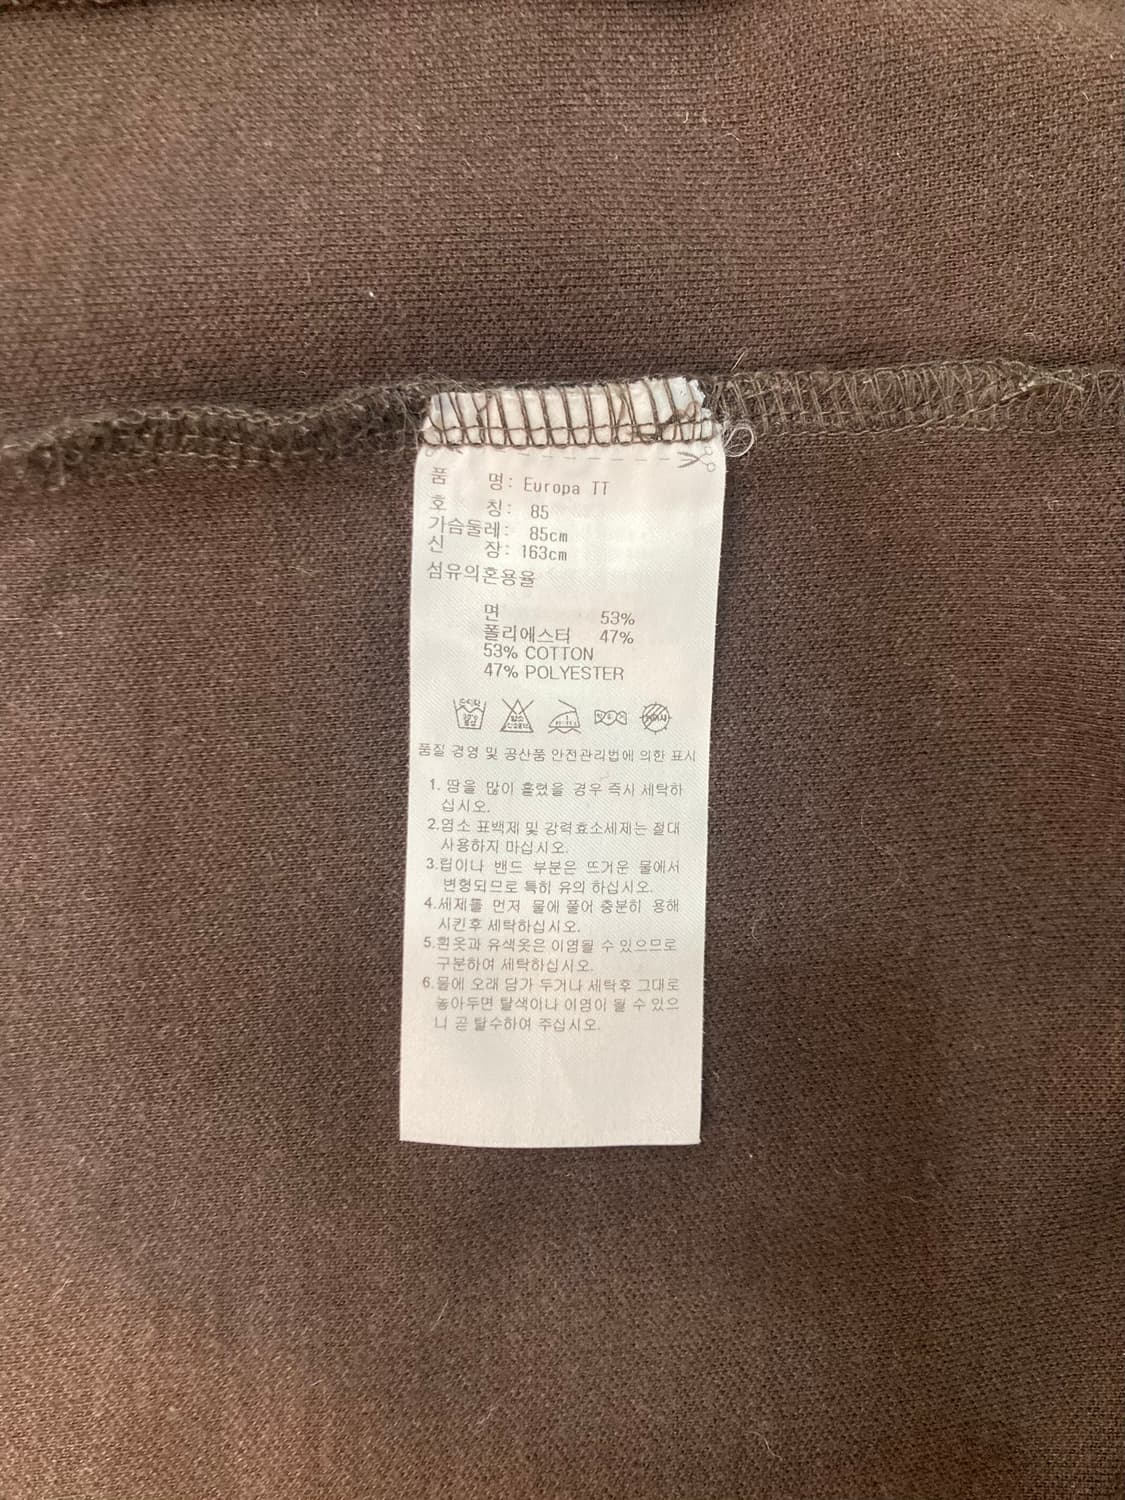 품 명: Europa TT
호 칭: 85
가슴둘레: 85cm
신 장: 163cm
섬유의혼용율
면 53%
폴리에스터 47%
53% COTTON
47% POLYESTER
품질 경영 및 공산품 안전관리법에 의한 표시
1. 땀을 많이 흘렸을 경우 즉시 세탁하
십시오.
2.염소 표백제 및 강력효소세제는 절대
사용하지 마십시오.
3.립이나 밴드 부분은 뜨거운 물에서
변형되므로 특히 유의 하십시오.
4.세제를 먼저 물에 풀어 충분히 용해
시킨후 세탁하십시오.
5.흰옷과 유색옷은 이염될 수 있으므로
구분하여 세탁하십시오.
6.물에 오래 담가 두거나 세탁후 그대로
놓아두면 탈색이나 이염이 될 수 있으
니 곧 탈수하여 주십시오.